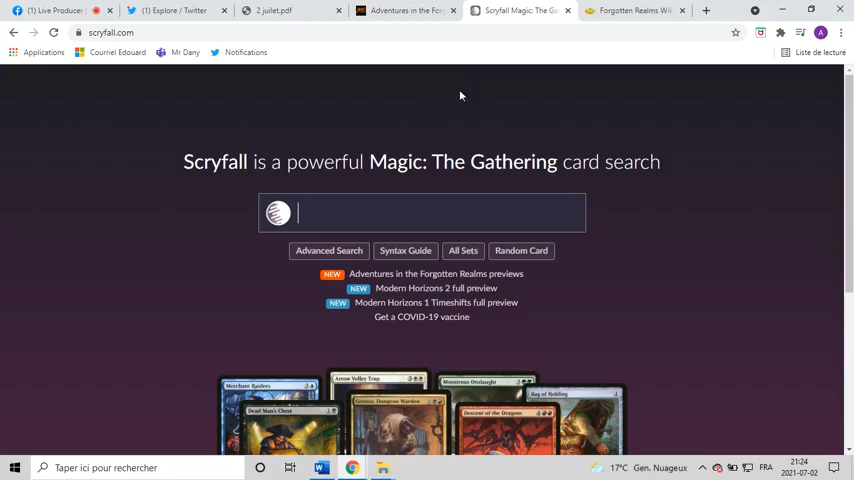 (1) Live Producer |
(1) Explore / Twitter
2 juilet.pdf
Adventures in the Forg
Scryfall Magic: The Ga
Forgotten Realms Wik
scryfall.com
A
Applications
Courriel Edouard
Mr Dany
Notifications
Liste de lecture
Scryfall is a powerful Magic: The Gathering card search
Advanced Search
Syntax Guide
All Sets
Random Card
NEW Adventures in the Forgotten Realms previews
NEW Modern Horizons 2 full preview
NEW Modern Horizons 1 Timeshifts full preview
Get a COVID-19 vaccine
Merchant Raiders
Arrow Volley Trap
Monstrous Onslaught
Bag of Holding
Dead Man's Chest
Grenzo, Dungeon Warden
Descent of the Dragons
Taper ici pour rechercher
17°C Gen. Nuageux
FRA
21:24
2021-07-02